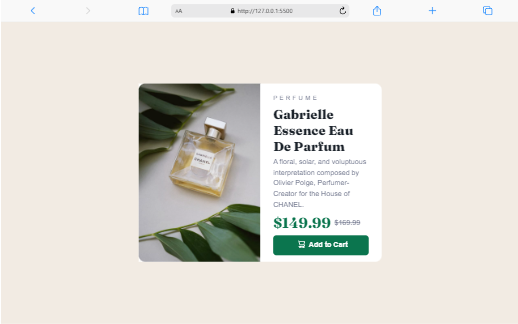 AA http://127.0.0.1:5500
PERFUME
Gabrielle
Essence Eau
De Parfum
A floral, solar, and voluptuous
interpretation composed by
Olivier Polge, Perfumer-
Creator for the House of
CHANEL.
$149.99 $169.99
Add to Cart
CHANEL